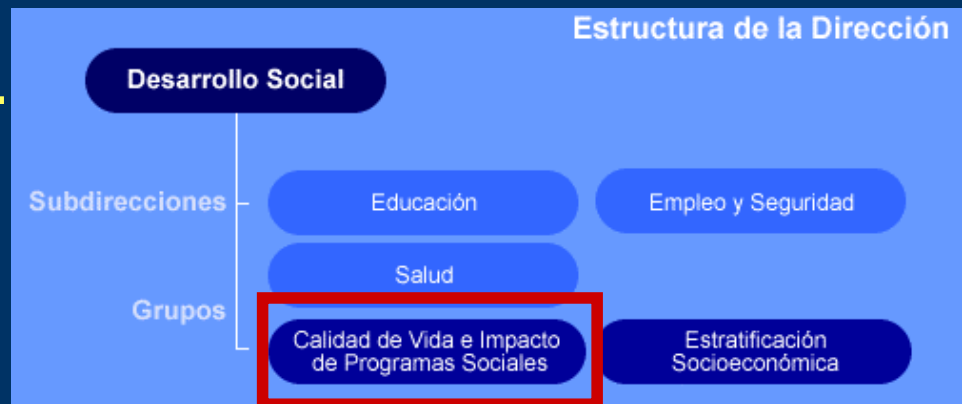 Estructura de la Dirección
Desarrollo Social
Subdirecciones
Educación
Empleo y Seguridad
Salud
Grupos
Calidad de Vida e Impacto
de Programas Sociales
Estratificación
Socioeconómica